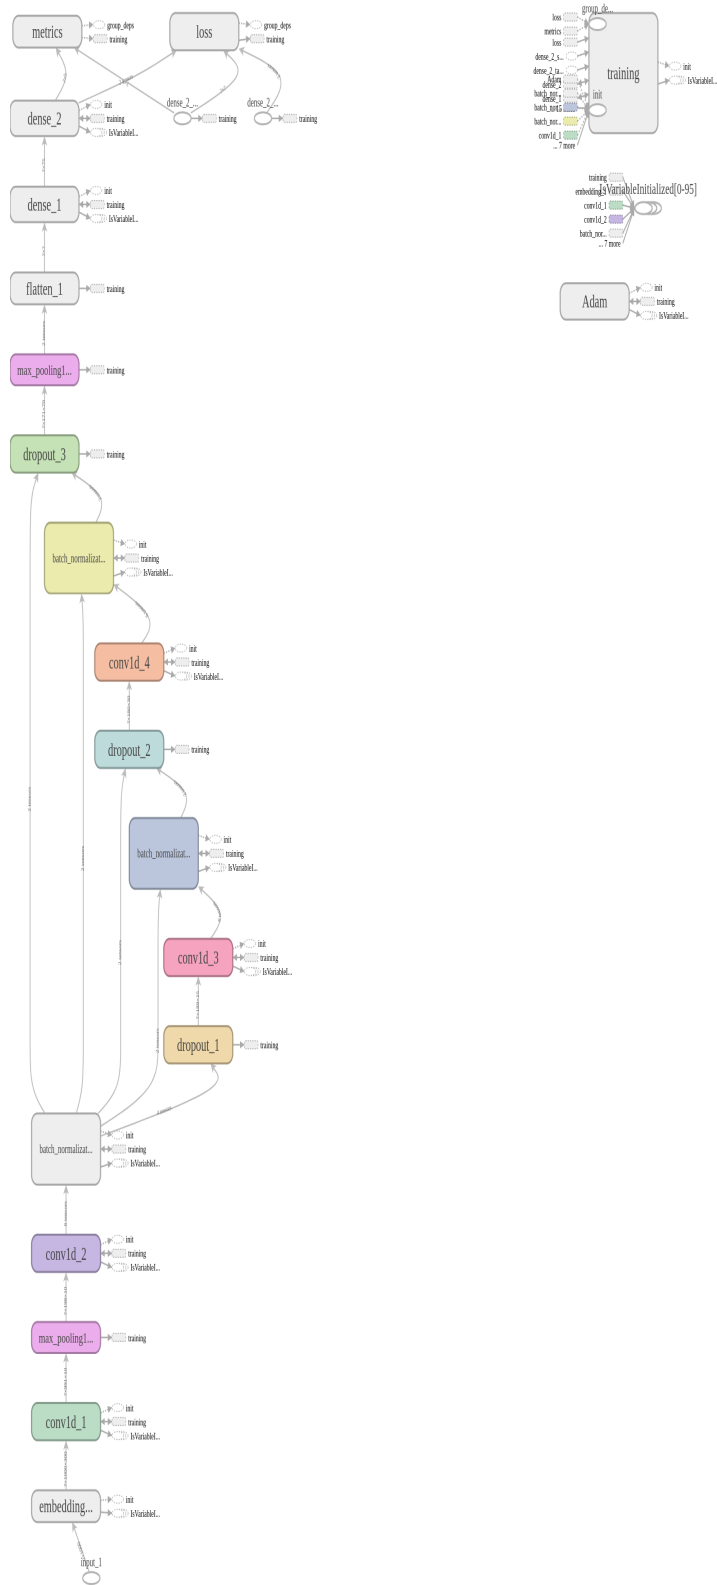 metrics
group_deps
training
loss
group_deps
training
dense_2
init
training
IsVariableI...
dense_2_...
training
dense_2_...
training
dense_1
init
training
IsVariableI...
flatten_1
training
max_pooling1...
training
dropout_3
training
batch_normalizat...
init
training
IsVariableI...
conv1d_4
init
training
IsVariableI...
dropout_2
training
batch_normalizat...
init
training
IsVariableI...
conv1d_3
init
training
IsVariableI...
dropout_1
training
batch_normalizat...
init
training
IsVariableI...
conv1d_2
init
training
IsVariableI...
max_pooling1...
training
conv1d_1
init
training
IsVariableI...
embedding...
init
IsVariableI...
input_1
group_de...
loss
metrics
loss
dense_2_s...
dense_2_ta...
Adam
dense_2
batch_nor...
dense_1
batch_nor...
batch_nor...
conv1d_1
... 7 more
init
training
init
IsVariableI...
training
conv1d_1
conv1d_2
batch_nor...
... 7 more
IsVariableInitialized[0-95]
Adam
init
training
IsVariableI...